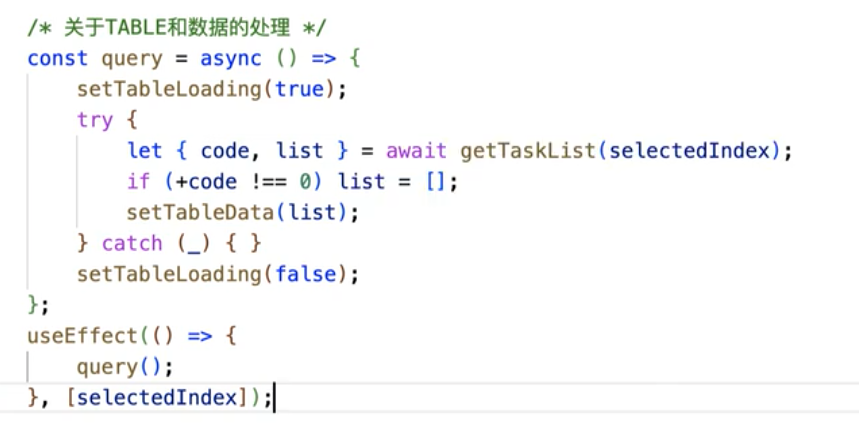 /* 关于TABLE和数据的处理 */
const query = async () => {
    setTableLoading(true);
    try {
        let { code, list } = await getTaskList(selectedIndex);
        if (+code !== 0) list = [];
        setTableData(list);
    } catch (_) { }
    setTableLoading(false);
};
useEffect(() => {
    query();
}, [selectedIndex]);